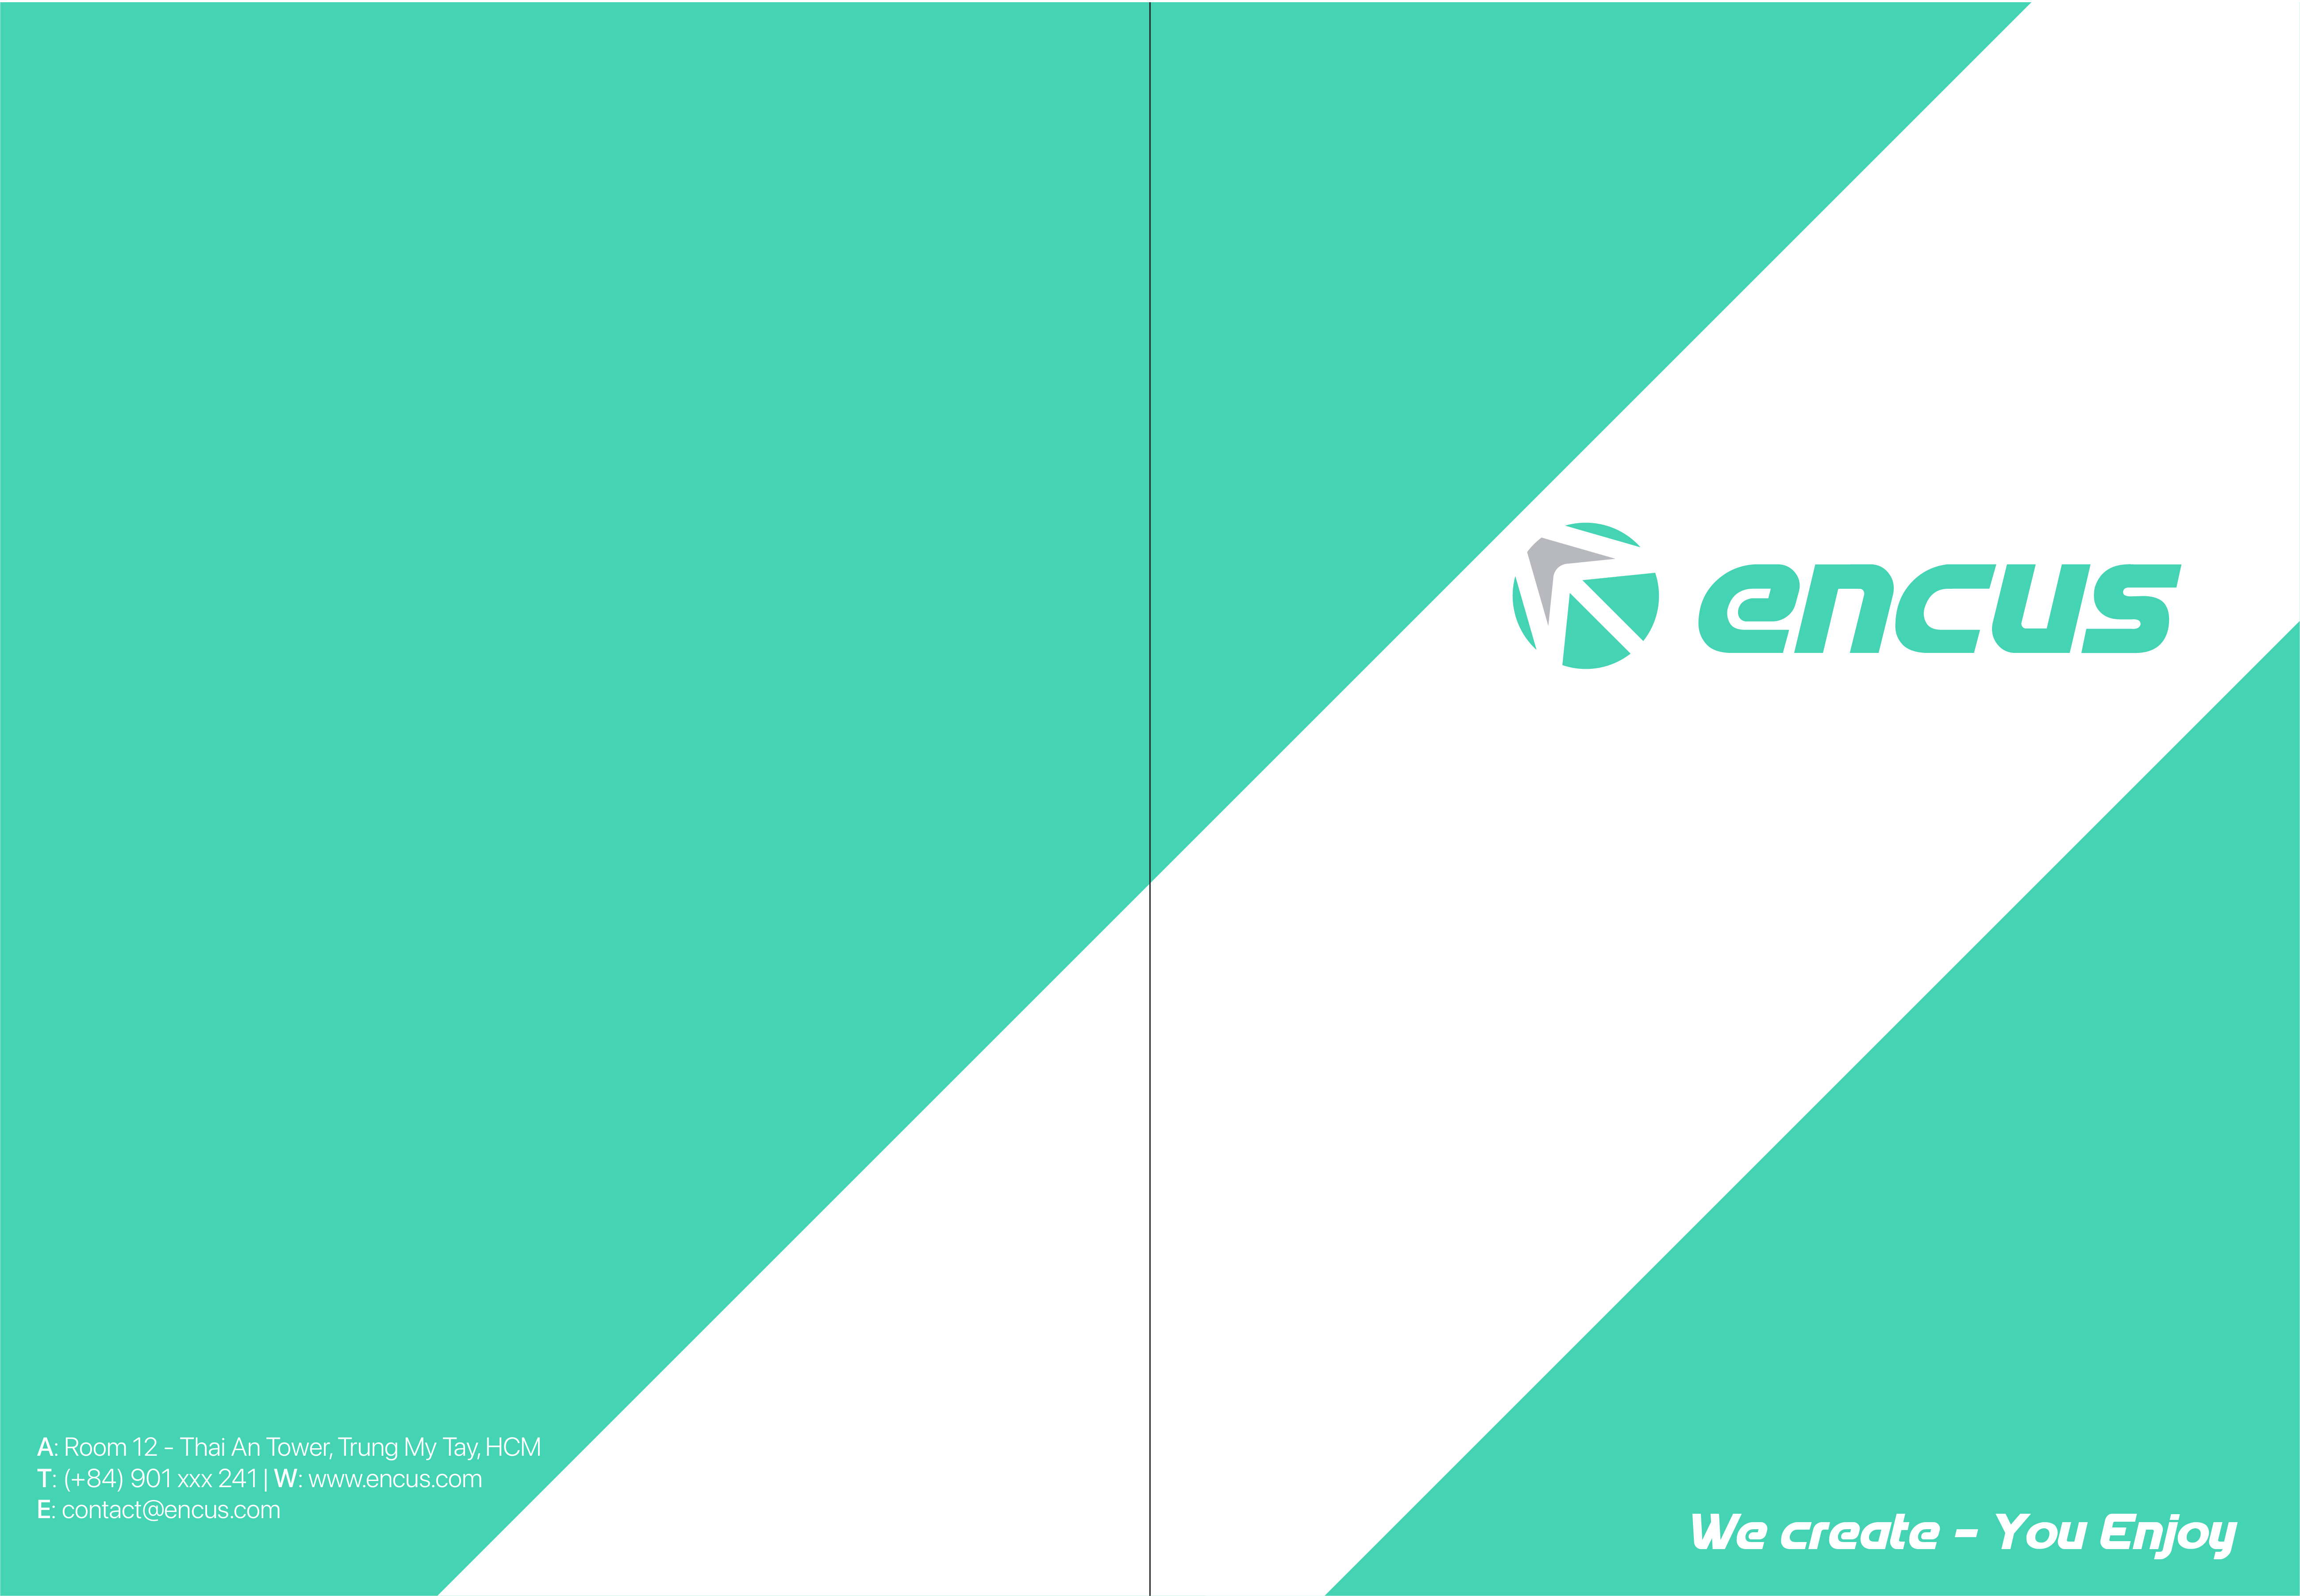 encus
A: Room 12 - Thai An Tower, Trung My Tay, HCM
T: (+84) 901 xxx 241 | W: www.encus.com
E: contact@encus.com
We create - You Enjoy